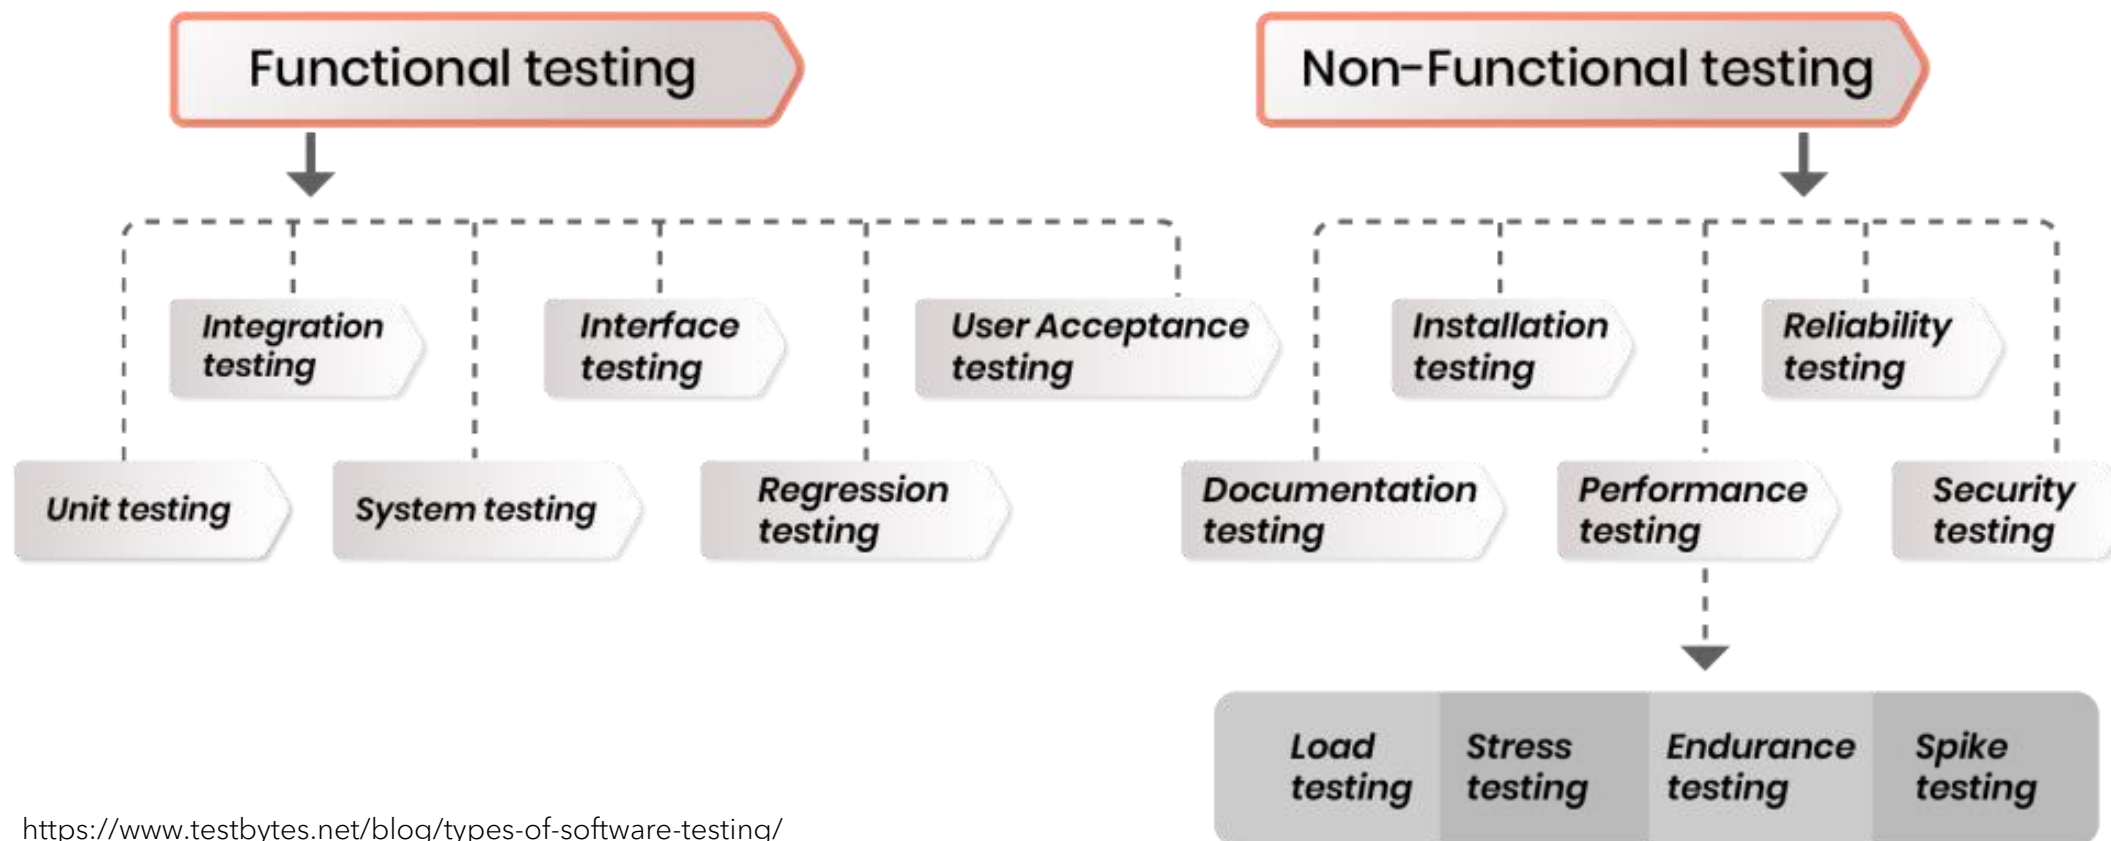 Functional testing
Non-Functional testing
Integration
testing
Interface
testing
User Acceptance
testing
Installation
testing
Reliability
testing
Unit testing
System testing
Regression
testing
Documentation
testing
Performance
testing
Security
testing
Load
testing
Stress
testing
Endurance
testing
Spike
testing
https://www.testbytes.net/blog/types-of-software-testing/